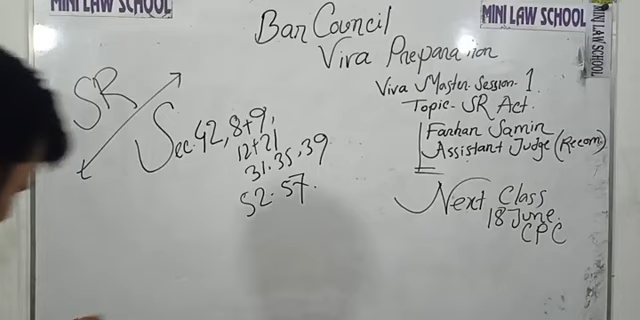 MINI LAW SCHOOL
MINI LAW SCHOOL
MINI LAW SCHOOL
Bar Council
Viva Preparation
Viva Master Session 1
Topic- SR Act.
Farhan Samin
Assistant Judge (Recom)
SR
Sec. 42, 8+9,
12+21
31. 35. 39
52. 57.
Next Class
18 June.
CPC